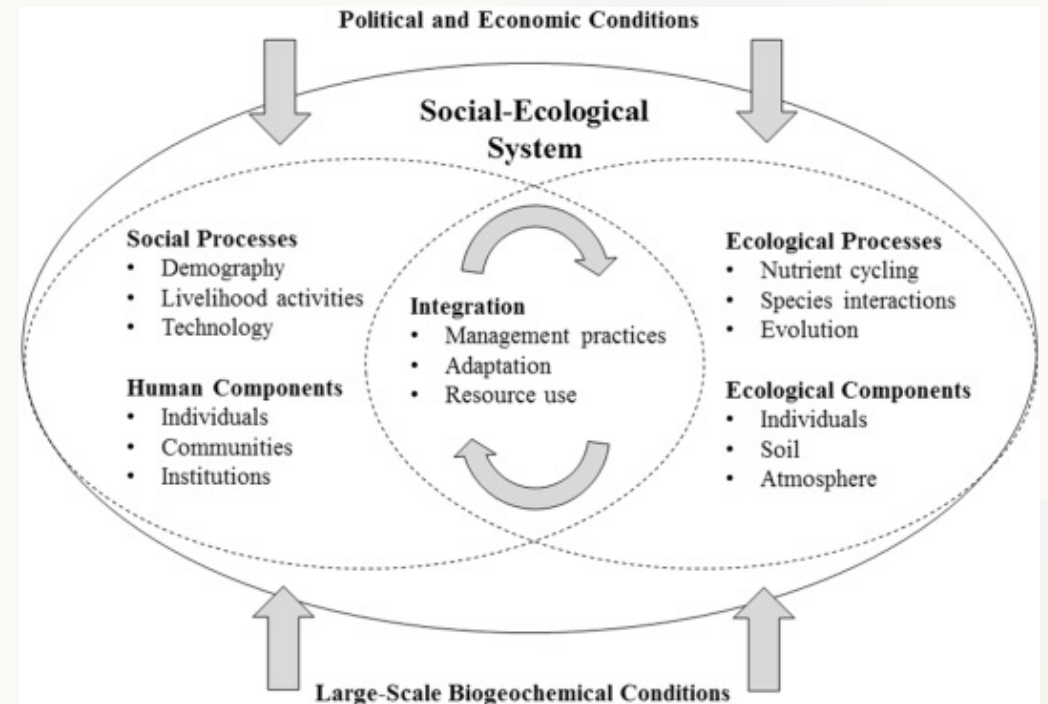 Political and Economic Conditions
Social-Ecological
System
Social Processes
• Demography
• Livelihood activities
• Technology
Human Components
• Individuals
• Communities
• Institutions
Integration
• Management practices
• Adaptation
• Resource use
Ecological Processes
• Nutrient cycling
• Species interactions
• Evolution
Ecological Components
• Individuals
• Soil
• Atmosphere
Large-Scale Biogeochemical Conditions